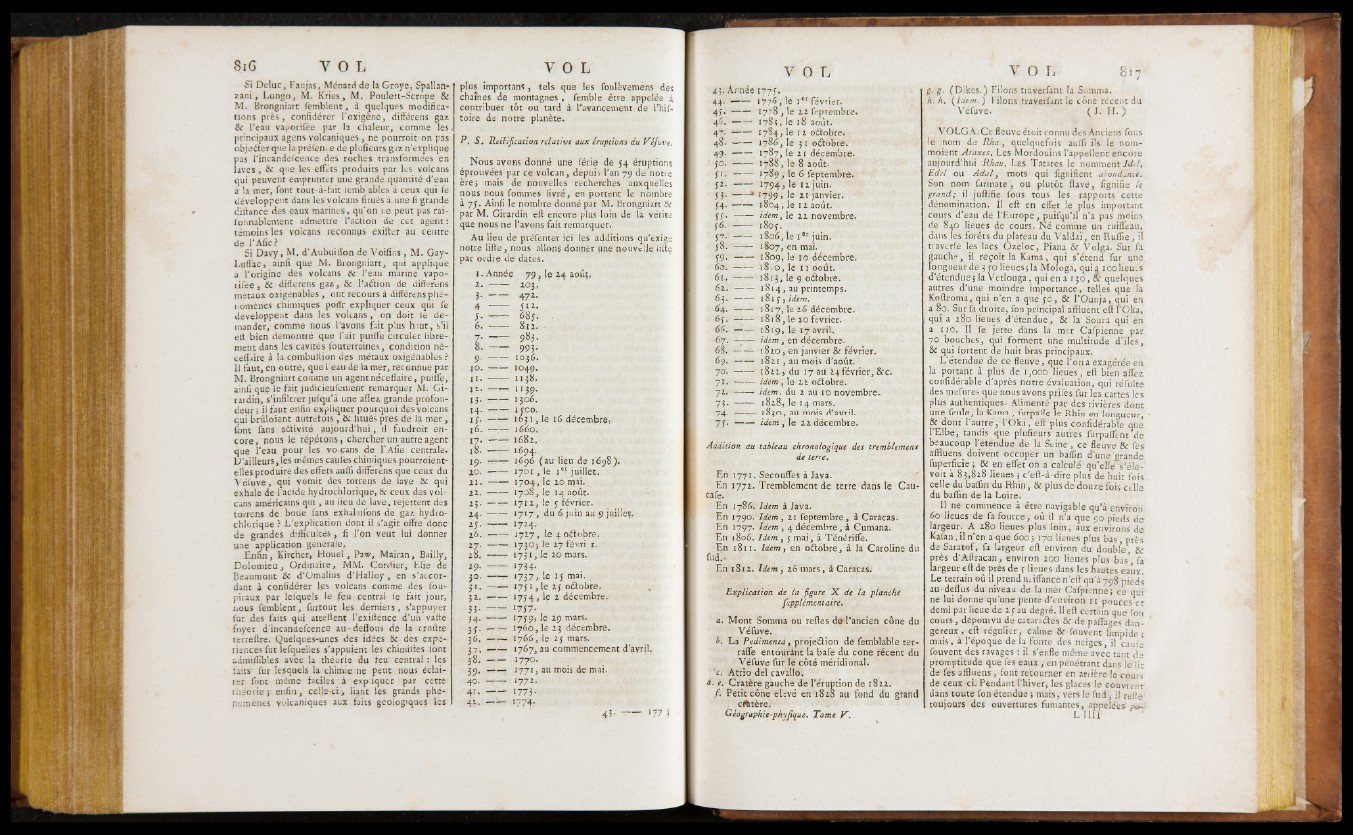 816 VOL VOL
Si Deluc, Faujas, Ménard de la Groye, Spallan-
zani, Longo, M. Kries, M. Poulett-Scrope &
M. Brongniart semblent, à quelques modifica-
tions près, considérer l'oxigène, différens gaz
& l'eau vaporisée par la chaleur, comme les
principaux agens volcaniques, ne pourroit-on pas
objecter que la présence de plusieurs gaz n'explique
pas l'incandescence des roches transformées en
laves, & que les effets produits par les volcans
qui peuvent emprunter une grande quantité d'eau
à la mer, sont tout-à-fait semblables à ceux qui se
développent dans les volcans situés à une si grande
distance des eaux marines, qu'on ne peut pas rai-
sonnablement admettre l'action de cet agent:
témoins les volcans reconnus exister au centre
de l'Asie?
Si Davy, M. d'Aubuisson de Voisins, M. Gay-
Lussac, ainsi que M. Brongniart, qui applique
à l'origine des volcans & l'eau marine vapo-
risée, & différens gaz, & l'action de différens
métaux oxigénables, ont recours à différens phé-
nomènes chimiques pour expliquer ceux qui se
développent dans les volcans, on doit se de-
mander, comme nous l'avons fait plus haut, s'il
est bien démontré que l'air puisse circuler libre-
ment dans les cavités souterraines, condition né-
cessaire à la combustion des métaux oxigénables?
Il faut, en outre, que l'eau de la mer, reconnue par
M. Brongniart comme un agent nécessaire, puisse,
ainsi que le fait judicieusement remarquer M. Gi-
rardin, s'infiltrer jusqu'à une assez grande profon-
deur; il faut enfin expliquer pourquoi des volcans
qui brûloient autrefois, & situés près de la mer,
sont sans activité aujourd'hui, il faudroit en-
core, nous le répétons, chercher un autre agent
que l'eau pour les volcans de l'Asie centrale.
D'ailleurs, les mêmes causes chimiques pourroient-
elles produire des effets aussi différens que ceux du
Vésuve, qui vomit des torrens de lave & qui
exhale de l'acide hydrochlorique, & ceux des vol-
cans américains qui, au lieu de lave, rejettent des
torrens de boue sans exhalaisons de gaz hydro-
chlorique? L'explication dont il s'agit offre donc
de grandes difficultés, si l'on veut lui donner
une application générale.
Enfin, Kircher, Houel, Paw, Mairan, Bailly,
Dolomieu, Ordinaire, MM. Cordier, Elie de
Beaumont & d'Omalius d'Halloy, en s'accor-
dant à considérer les volcans comme des sou-
piraux par lesquels le feu central se fait jour,
nous semblent, surtout les derniers, s'appuyer
sur des faits qui attestent l'existence d'un vaste
foyer d'incandescence au-dessous de la croûte
terrestre. Quelques-unes des idées & des expé-
riences sur lesquelles s'appuient les chimistes sont
admissibles avec la théorie du feu central: les
faits sur lesquels la chimie ne peut nous éclai-
rer sont même faciles à expliquer par cette
théorie; enfin, celle-ci, liant les grands phé-
nomènes volcaniques aux faits géologiques les
plus importans, tels que les soulèvemens des
chaînes de montagnes, semble être appelée à
contribuer tôt ou tard à l'avancement de l'his-
toire de notre planète.
P. S. Rectification relative aux éruptions du Vésuve.
Nous avons donné une série de 54 éruptions
éprouvées par ce volcan, depuis l'an 79 de notre
ère; mais de nouvelles recherches auxquelles
nous nous sommes livré, en portent le nombre
à 75. Ainsi le nombre donné par M. Brongniart &
par M. Girardin est encore plus loin de la vérité
que nous ne l'avons fait remarquer.
Au lieu de présenter ici les additions qu'exige
notre liste, nous allons donner une nouvelle liste
par ordre de dates.
1. Année 79, le 24 août.
2. —— 203.
3. —— 472.
4 —— 512.
5. —— 685.
6. —— 812.
7. —— 983.
8. —— 993.
9. —— 1036.
10. —— 1049.
11. —— 1138.
12. —— 1139.
13. —— 1306.
14. —— 1500.
15. —— 1631, le 16 décembre.
16. —— 1660.
17. —— 1682.
18. —— 1694.
19. —— 1696 (au lieu de 1698).
20. —— 1701, le 1er juillet.
21. —— 1704, le 20 mai.
22. —— 1708, le 14 août.
23. —— 1712, le 5 février.
24. —— 1717, du 6 juin au 9 juillet.
25. —— 1724.
26. —— 1727, le 4 octobre.
27. —— 1730; le 27 février.
28. —— 1731, le 20 mars.
29. —— 1734.
30. —— 1737, le 15 mai.
31. —— 1751, le 25 octobre.
32. —— 1754, le 2 décembre.
33. —— 1757.
34. —— 1759, le 29 mars.
35. —— 1760, le 23 décembre.
36. —— 1766, le 25 mars.
37. —— 1767, au commencement d'avril.
38. —— 1770.
39. —— 1771, au mois de mai.
40. —— 1772.
41. —— 1773.
42. —— 1774.
43. —— 1775
VOL VOL 817
43. Année 1775.
44. —— 1776, le 1er février.
45. —— 1778, le 22 septembre.
46. —— 1783, le 18 août.
47. —— 1784, le 12 octobre.
48. —— 1786, le 31 octobre.
49. —— 1787, le 21 décembre.
50. —— 1788, le 8 août.
51. —— 1789, le 6 septembre.
52. —— 1794, le 12 juin.
53. —— 1799, le 21 janvier.
54. —— 1804, le 12 août.
55. —— idem, le 22 novembre.
56. —— 1805.
57. —— 1806, le 1er juin.
58. —— 1807, en mai.
59. —— 1809, le 10 décembre.
60. —— 1810, le 11 août.
61. —— 1813, le 9 octobre.
62. —— 1814, au printemps.
63. —— 1815, idem.
64. —— 1817, le 26 décembre.
65. —— 1818, le 20 février.
66. —— 1819, le 17 avril.
67. —— idem, en décembre.
68. —— 1820, en janvier & février.
69. —— 1821, au mois d'août.
70. —— 1822, du 17 au 24 février, &c.
71. —— idem, le 22 octobre.
72. —— idem, du 2 au 10 novembre.
73. —— 1828, le 14 mars.
74. —— 1830, au mois d'avril.
75. —— idem, le 22 décembre.
Addition au tableau chronologique des tremblemens
de terre.
En 1771. Secousses à Java.
En 1772. Tremblement de terre dans le Cau-
case.
En 1786. Idem à Java.
En 1790. Idem, 21 septembre, à Caracas.
En 1797. Idem, 4 décembre, à Cumana.
En 1806. Idem, 5 mai, à Ténériffe.
En 1811. Idem, en octobre, à la Caroline du
sud.
En 1812. Idem, 26 mars, à Caracas.
Explication de la figure X de la planche
supplémentaire.
a. Mont Somma ou restes de l'ancien cône du
Vésuve.
b. La Pedimenta, projection de semblable ter-
rasse entourant la base du cone récent du
Vésuve sur le côté méridional.
c. Atrio del cavallo.
d. e. Cratère gauche de l'éruption de 1822.
f. Petit cône élevé en 1828 au fond du grand
cratère.
Géographie-physique. Tome V.
g. g. (Dikes.) Filons traversant la Somma.
h. h. (Idem.) Filons traversant le cône récent du
Vésuve. (J. H.)
VOLGA. Ce fleuve étoit connu des Anciens sous
le nom de Rha, quelquefois aussi ils le nom-
moient Araxes. Les Mordouins l'appellent encore
aujourd'hui Rhau. Les Tatares le nomment Idel,
Edel ou Adal, mots qui signifient abondance.
Son nom sarmate, ou plutôt slave, signifie le
grand; il justifie sous tous les rapports cette
dénomination. Il est en effet le plus important
cours d'eau de l'Europe, puisqu'il n'a pas moins
de 840 lieues de cours. Né comme un ruisseau,
dans les forêts du plateau du Valdaï, en Russie, il
traverse les lacs Ozeloc, Piana & Volga. Sur sa
gauche, il reçoit la Kama, qui s'étend sur une
longueur de 350 lieues; la Mologa, qui a 100 lieues
d'étendue; la Vetlouga, qui en a 130, & quelques
autres d'une moindre importance, telles que la
Kostroma, qui n'en a que 50, & l'Ounja, qui en
a 80. Sur sa droite, son principal affluent est l'Oka,
qui a 280 lieues d'étendue, & la Soura qui en
a 110. Il se jette dans la mer Caspienne par
70 bouches, qui forment une multitude d'îles,
& qui sortent de huit bras principaux.
L'étendue de ce fleuve, que l'on a exagérée en
la portant à plus de 1,000 lieues, est bien assez
considérable d'après notre évaluation, qui résulte
des mesures que nous avons prises sur les cartes les
plus authentiques. Alimenté par des rivières dont
une seule, la Kama, surpasse le Rhin en longueur,
& dont l'autre, l'Oka, est plus considérable que
l'Elbe, tandis que plusieurs autres surpassent de
beaucoup l'étendue de la Seine, ce fleuve & ses
affluens doivent occuper un bassin d'une grande
superficie; & en effet on a calculé qu'elle s'éle-
voit à 83,828 lieues; c'est-à-dire plus de huit fois
celle du bassin du Rhin, & plus de douze fois celle
du bassin de la Loire.
Il ne commence à être navigable qu'à environ
60 lieues de sa source, où il n'a que 90 pieds de
largeur. A 280 lieues plus loin, aux environs de
Kasan, il n'en a que 600; 170 lieues plus bas, près
de Saratof, sa largeur est environ du double, &
près d'Astracan, environ 200 lieues plus bas, sa
largeur est de près de 5 lieues dans les hautes eaux.
Le terrain où il prend naissance n'est qu'à 798 pieds
au-dessus du niveau de la mer Caspienne; ce qui
ne lui donne qu'une pente d'environ 11 pouces et
demi par lieue de 25 au degré. Il est certain que son
cours, dépourvu de cataractes & de passages dan-
gereux, est régulier, calme & souvent limpide;
mais, à l'époque de la fonte des neiges, il cause
souvent des ravages: il s'enfle même avec tant de
promptitude que ses eaux, en pénétrant dans le lit
de ses affluens, font retourner en arrière le cours
de ceux-ci. Pendant l'hiver, les glaces le couvrent
dans toute son étendue; mais, vers le sud, il reste
toujours des ouvertures fumantes, appelées po-
L llll